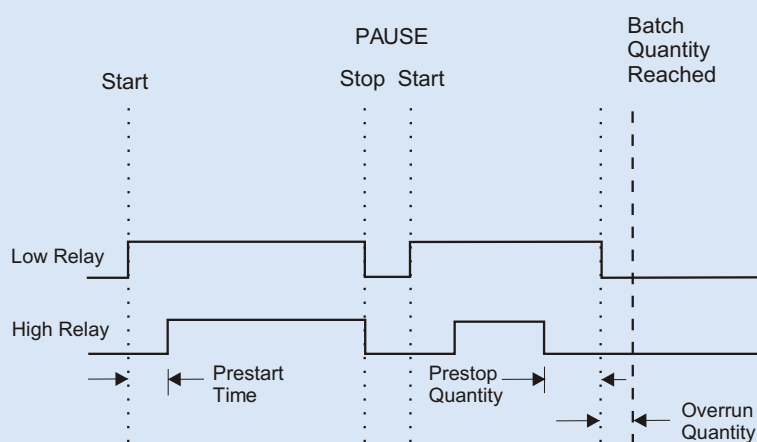 PAUSE
Batch
Quantity
Reached
Start
Stop
Start
Low Relay
High Relay
Prestart
Time
Prestop
Quantity
Overrun
Quantity